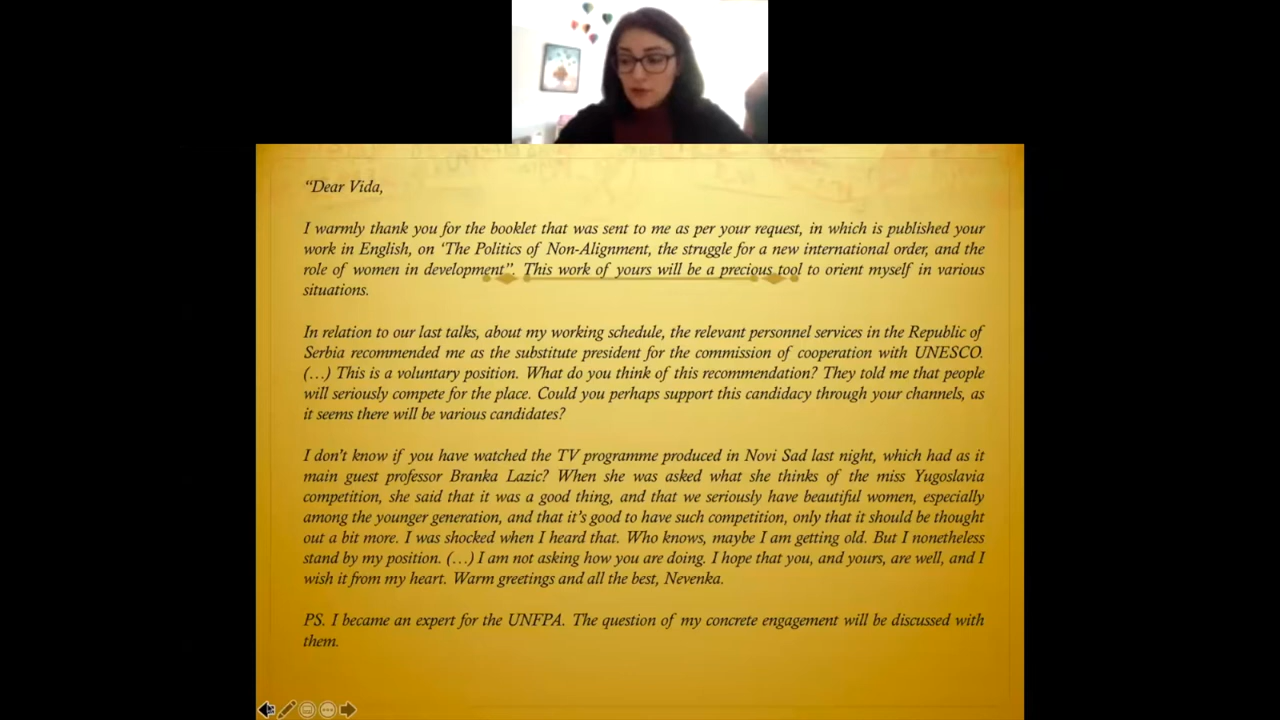 “Dear Vida,
I warmly thank you for the booklet that was sent to me as per your request, in which is published your
work in English, on ‘The Politics of Non-Alignment, the struggle for a new international order, and the
role of women in development”. This work of yours will be a precious tool to orient myself in various
situations.
In relation to our last talks, about my working schedule, the relevant personnel services in the Republic of
Serbia recommended me as the substitute president for the commission of cooperation with UNESCO.
(…) This is a voluntary position. What do you think of this recommendation? They told me that people
will seriously compete for the place. Could you perhaps support this candidacy through your channels, as
it seems there will be various candidates?
I don’t know if you have watched the TV programme produced in Novi Sad last night, which had as it
main guest professor Branka Lazic? When she was asked what she thinks of the miss Yugoslavia
competition, she said that it was a good thing, and that we seriously have beautiful women, especially
among the younger generation, and that it’s good to have such competition, only that it should be thought
out a bit more. I was shocked when I heard that. Who knows, maybe I am getting old. But I nonetheless
stand by my position. (…) I am not asking how you are doing. I hope that you, and yours, are well, and I
wish it from my heart. Warm greetings and all the best, Nevenka.
PS. I became an expert for the UNFPA. The question of my concrete engagement will be discussed with
them.